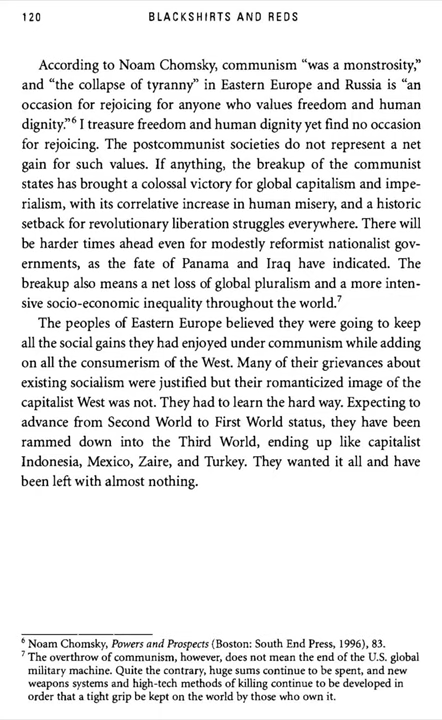 120
BLACKSHIRTS AND REDS
According to Noam Chomsky, communism “was a monstrosity,”
and “the collapse of tyranny” in Eastern Europe and Russia is “an
occasion for rejoicing for anyone who values freedom and human
dignity.”6 I treasure freedom and human dignity yet find no occasion
for rejoicing. The postcommunist societies do not represent a net
gain for such values. If anything, the breakup of the communist
states has brought a colossal victory for global capitalism and impe-
rialism, with its correlative increase in human misery, and a historic
setback for revolutionary liberation struggles everywhere. There will
be harder times ahead even for modestly reformist nationalist gov-
ernments, as the fate of Panama and Iraq have indicated. The
breakup also means a net loss of global pluralism and a more inten-
sive socio-economic inequality throughout the world.7
The peoples of Eastern Europe believed they were going to keep
all the social gains they had enjoyed under communism while adding
on all the consumerism of the West. Many of their grievances about
existing socialism were justified but their romanticized image of the
capitalist West was not. They had to learn the hard way. Expecting to
advance from Second World to First World status, they have been
rammed down into the Third World, ending up like capitalist
Indonesia, Mexico, Zaire, and Turkey. They wanted it all and have
been left with almost nothing.
6 Noam Chomsky, Powers and Prospects (Boston: South End Press, 1996), 83.
7 The overthrow of communism, however, does not mean the end of the U.S. global
military machine. Quite the contrary, huge sums continue to be spent, and new
weapons systems and high-tech methods of killing continue to be developed in
order that a tight grip be kept on the world by those who own it.